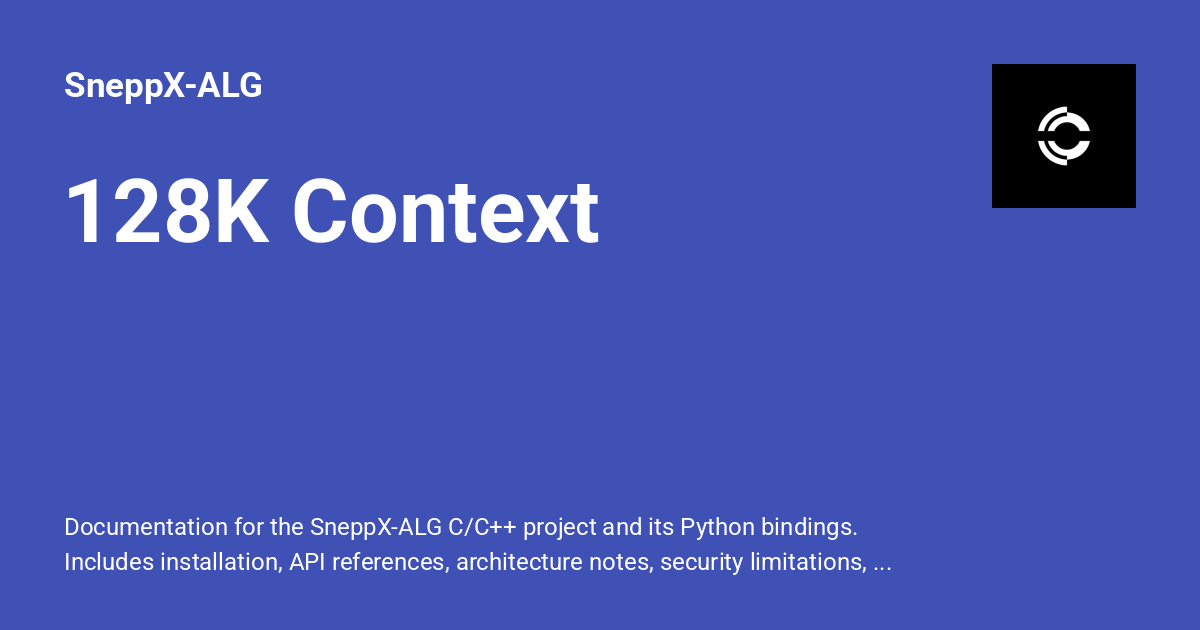 SneppX-ALG
128K Context
Documentation for the SneppX-ALG C/C++ project and its Python bindings.
Includes installation, API references, architecture notes, security limitations, ...